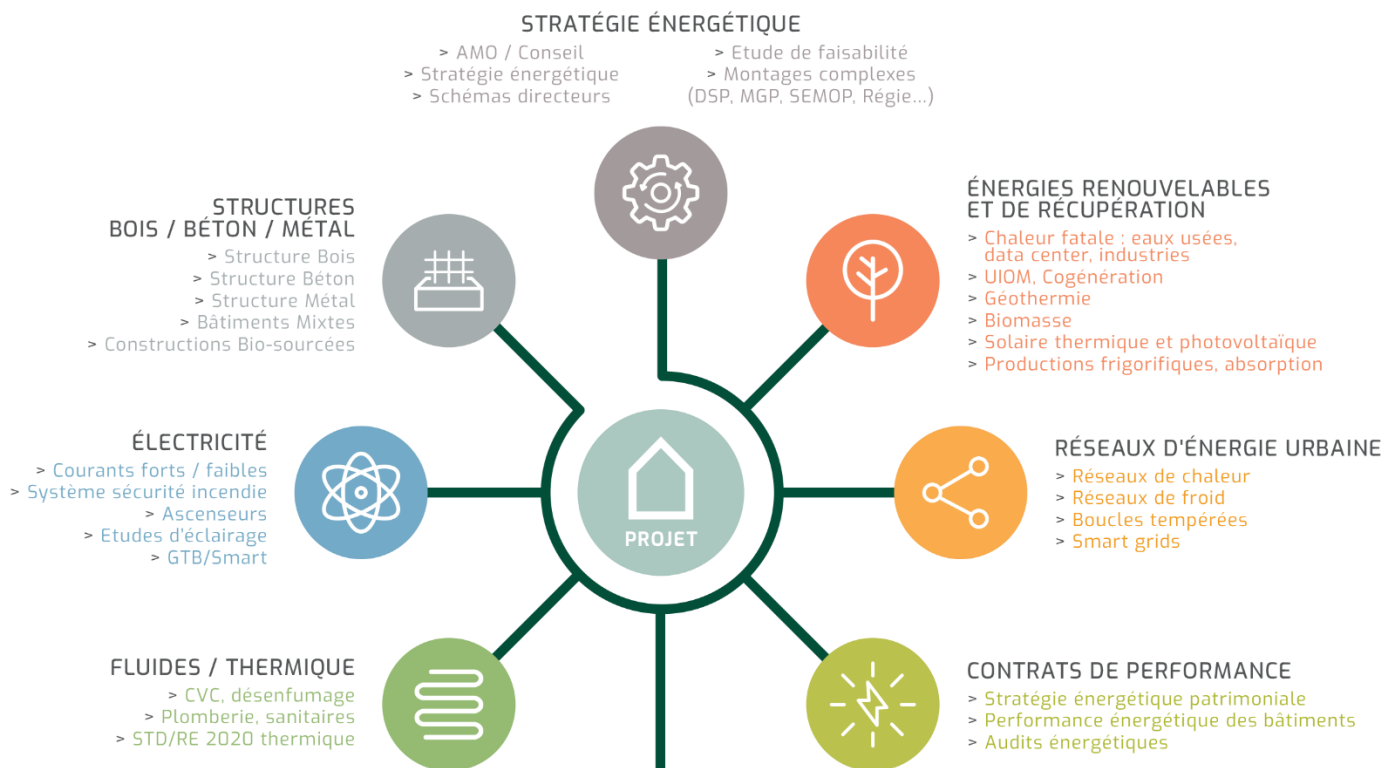 STRATÉGIE ÉNERGÉTIQUE
> AMO / Conseil
> Stratégie énergétique
> Schémas directeurs
> Etude de faisabilité
> Montages complexes
(DSP, MGP, SEMOP, Régie...)
STRUCTURES
BOIS / BÉTON / MÉTAL
> Structure Bois
> Structure Béton
> Structure Métal
> Bâtiments Mixtes
> Constructions Bio-sourcées
ÉNERGIES RENOUVELABLES
ET DE RÉCUPÉRATION
> Chaleur fatale : eaux usées,
data center, industries
> UIOM, Cogénération
> Géothermie
> Biomasse
> Solaire thermique et photovoltaïque
> Productions frigorifiques, absorption
ÉLECTRICITÉ
> Courants forts / faibles
> Système sécurité incendie
> Ascenseurs
> Etudes d'éclairage
> GTB/Smart
PROJET
RÉSEAUX D'ÉNERGIE URBAINE
> Réseaux de chaleur
> Réseaux de froid
> Boucles tempérées
> Smart grids
FLUIDES / THERMIQUE
> CVC, désenfumage
> Plomberie, sanitaires
> STD/RE 2020 thermique
CONTRATS DE PERFORMANCE
> Stratégie énergétique patrimoniale
> Performance énergétique des bâtiments
> Audits énergétiques